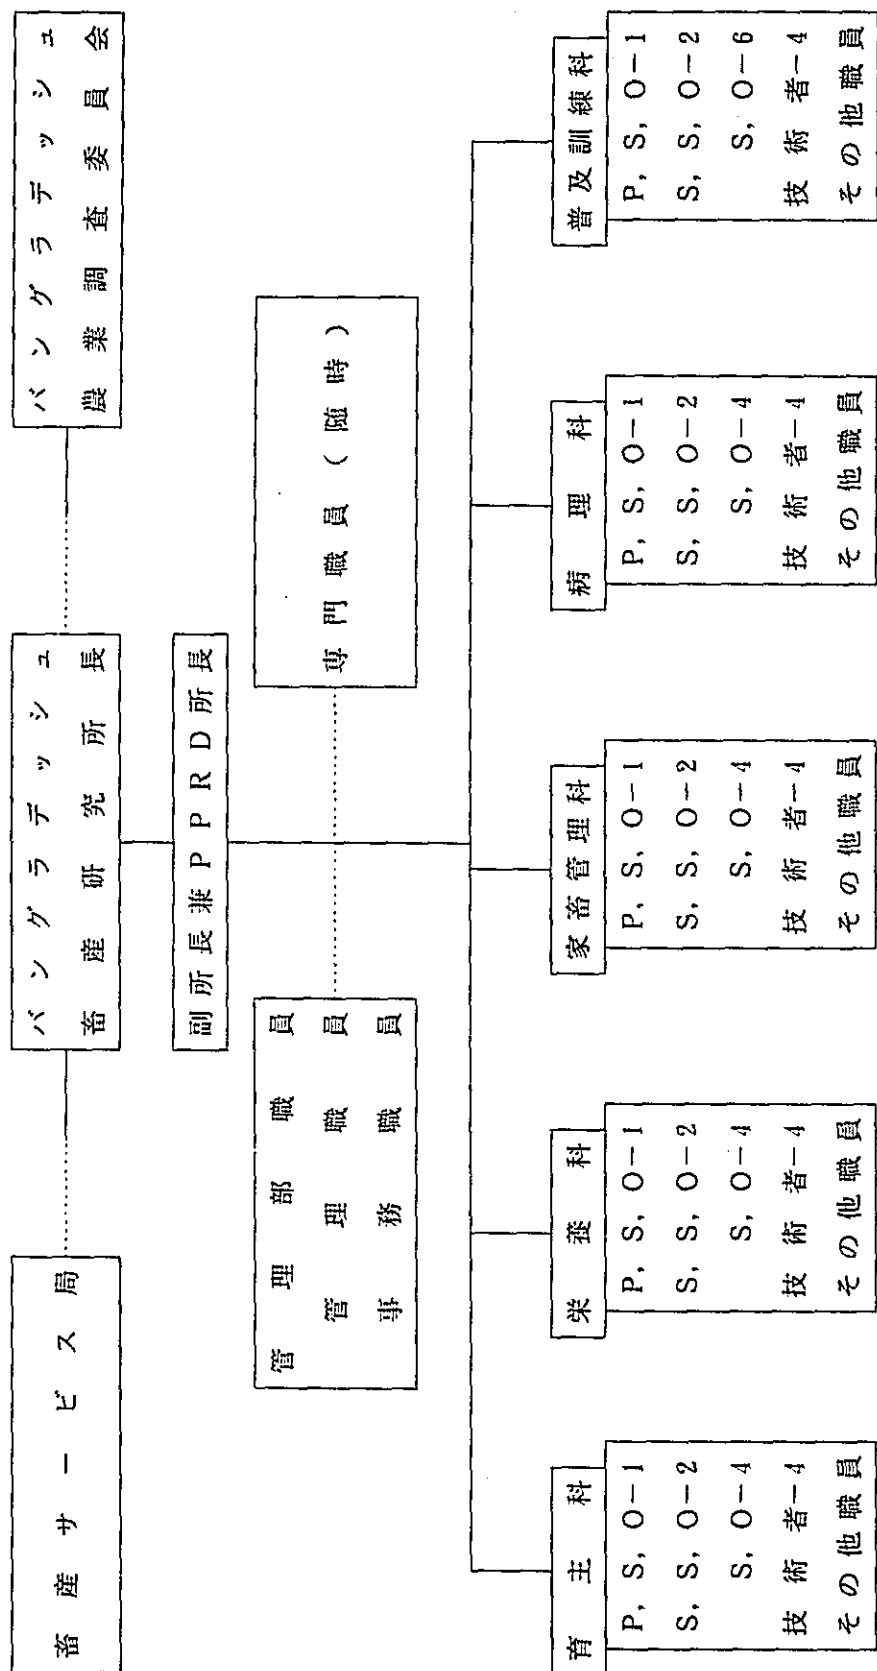 畜産サービス局
バングラデッシュ
畜産研究所長
バングラデッシュ
農業調査委員会
副所長兼PPRD所長
管理部職員
管理職員
事務職員
専門職員(随時)
育主科
P, S, O-1
S, S, O-2
S, O-4
技術者-4
その他職員
栄養科
P, S, O-1
S, S, O-2
S, O-4
技術者-4
その他職員
家畜管理科
P, S, O-1
S, S, O-2
S, O-4
技術者-4
その他職員
病理科
P, S, O-1
S, S, O-2
S, O-4
技術者-4
その他職員
普及訓練科
P, S, O-1
S, S, O-2
S, O-6
技術者-4
その他職員